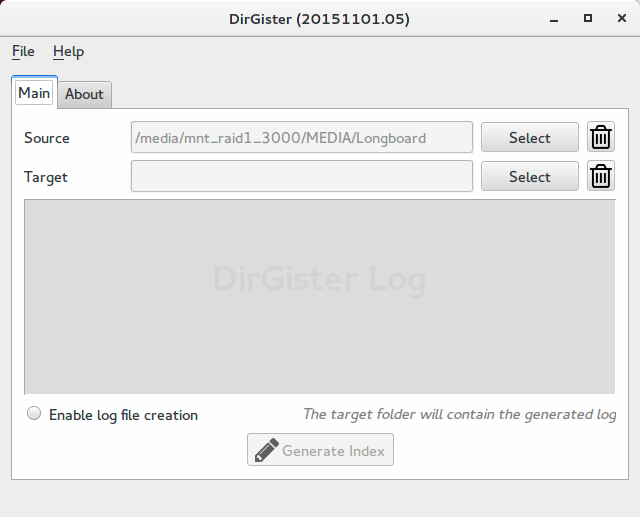 DirGister (20151101.05)
File Help
Main About
Source /media/mnt_raid1_3000/MEDIA/Longboard Select
Target Select
DirGister Log
Enable log file creation The target folder will contain the generated log
Generate Index